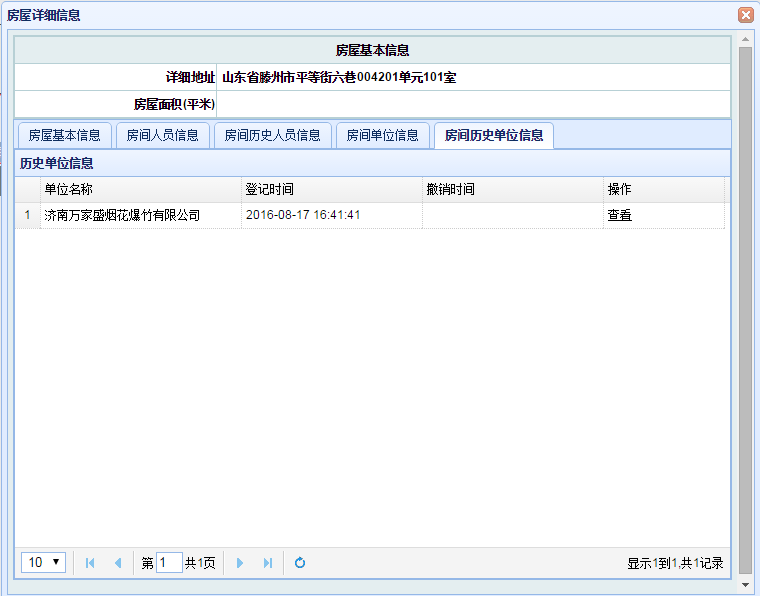 房屋详细信息
房屋基本信息
详细地址 山东省滕州市平等街六巷004201单元101室
房屋面积(平米)
房屋基本信息 房间人员信息 房间历史人员信息 房间单位信息 房间历史单位信息
历史单位信息
单位名称 登记时间 撤销时间 操作
1 济南万家盛烟花爆竹有限公司 2016-08-17 16:41:41 查看
10 第 1 共1页 显示1到1,共1记录